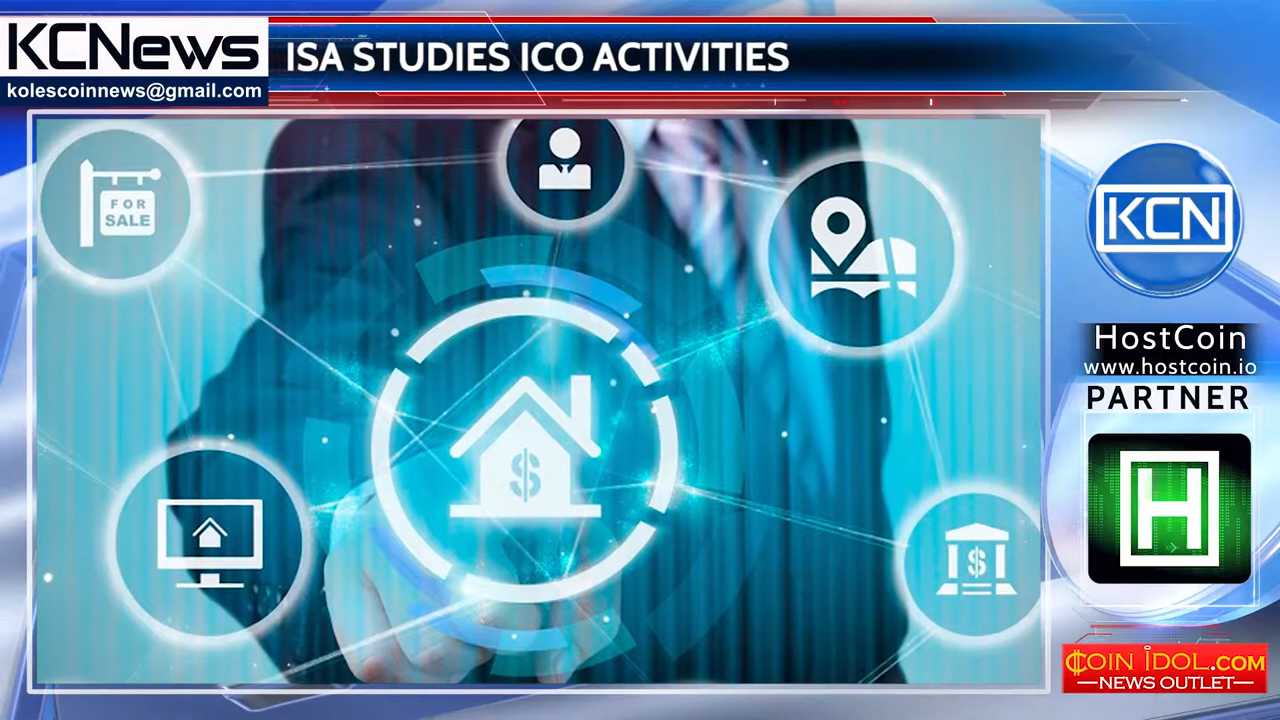 KCNews
kolescoinnews@gmail.com
ISA STUDIES ICO ACTIVITIES
FOR
SALE
$
$
KCN
HostCoin
www.hostcoin.io
PARTNER
H
COIN IDOL.COM
NEWS OUTLET